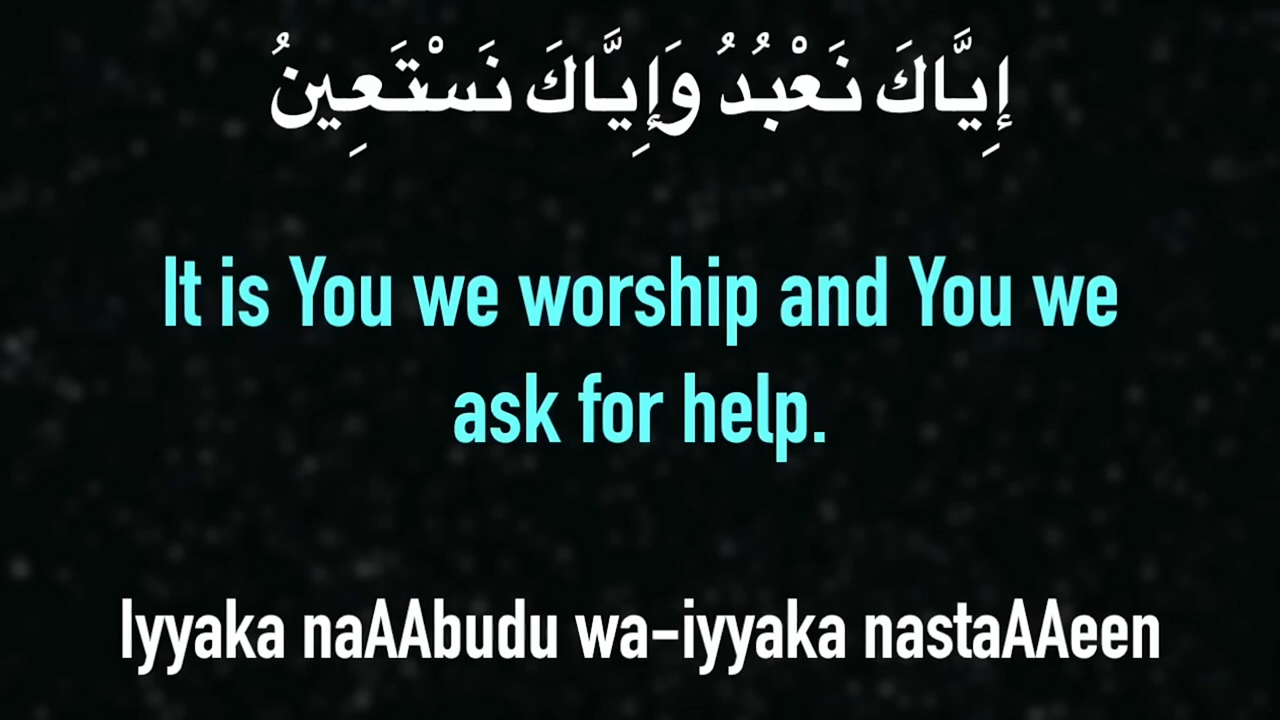 إِيَّاكَ نَعْبُدُ وَإِيَّاكَ نَسْتَعِينُ
It is You we worship and You we
ask for help.
Iyyaka naAAbudu wa-iyyaka nastaAAeen